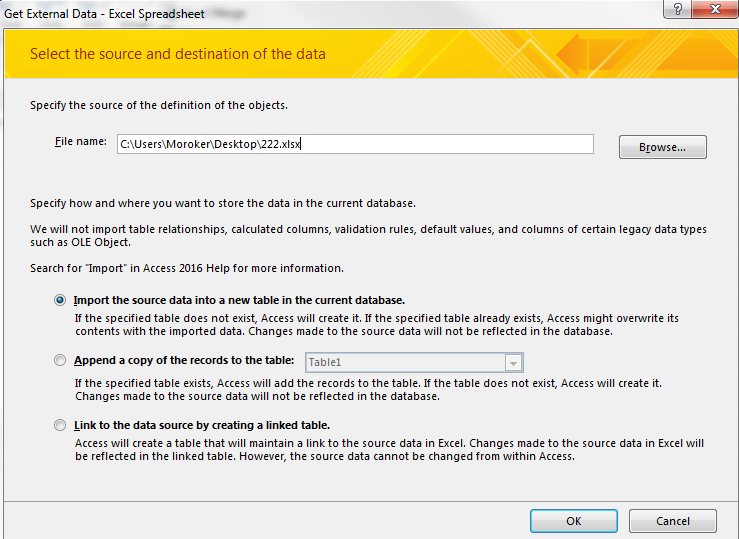 Get External Data - Excel Spreadsheet
?
Select the source and destination of the data
Specify the source of the definition of the objects.
File name: C:\Users\Moroker\Desktop\222.xlsx Browse...
Specify how and where you want to store the data in the current database.
We will not import table relationships, calculated columns, validation rules, default values, and columns of certain legacy data types
such as OLE Object.
Search for "Import" in Access 2016 Help for more information.
Import the source data into a new table in the current database.
If the specified table does not exist, Access will create it. If the specified table already exists, Access might overwrite its
contents with the imported data. Changes made to the source data will not be reflected in the database.
Append a copy of the records to the table: Table1
If the specified table exists, Access will add the records to the table. If the table does not exist, Access will create it.
Changes made to the source data will not be reflected in the database.
Link to the data source by creating a linked table.
Access will create a table that will maintain a link to the source data in Excel. Changes made to the source data in Excel will
be reflected in the linked table. However, the source data cannot be changed from within Access.
OK Cancel